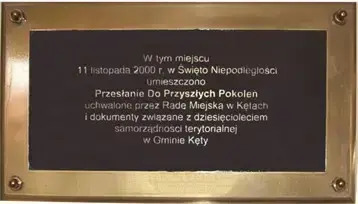 W tym miejscu
11 listopada 2000 r. w Święto Niepodległości
umieszczono
Przesłanie Do Przyszłych Pokoleń
uchwalone przez Radę Miejska w Kętach
i dokumenty związane z dziesięcioleciem
samorządności terytorialnej
w Gminie Kęty